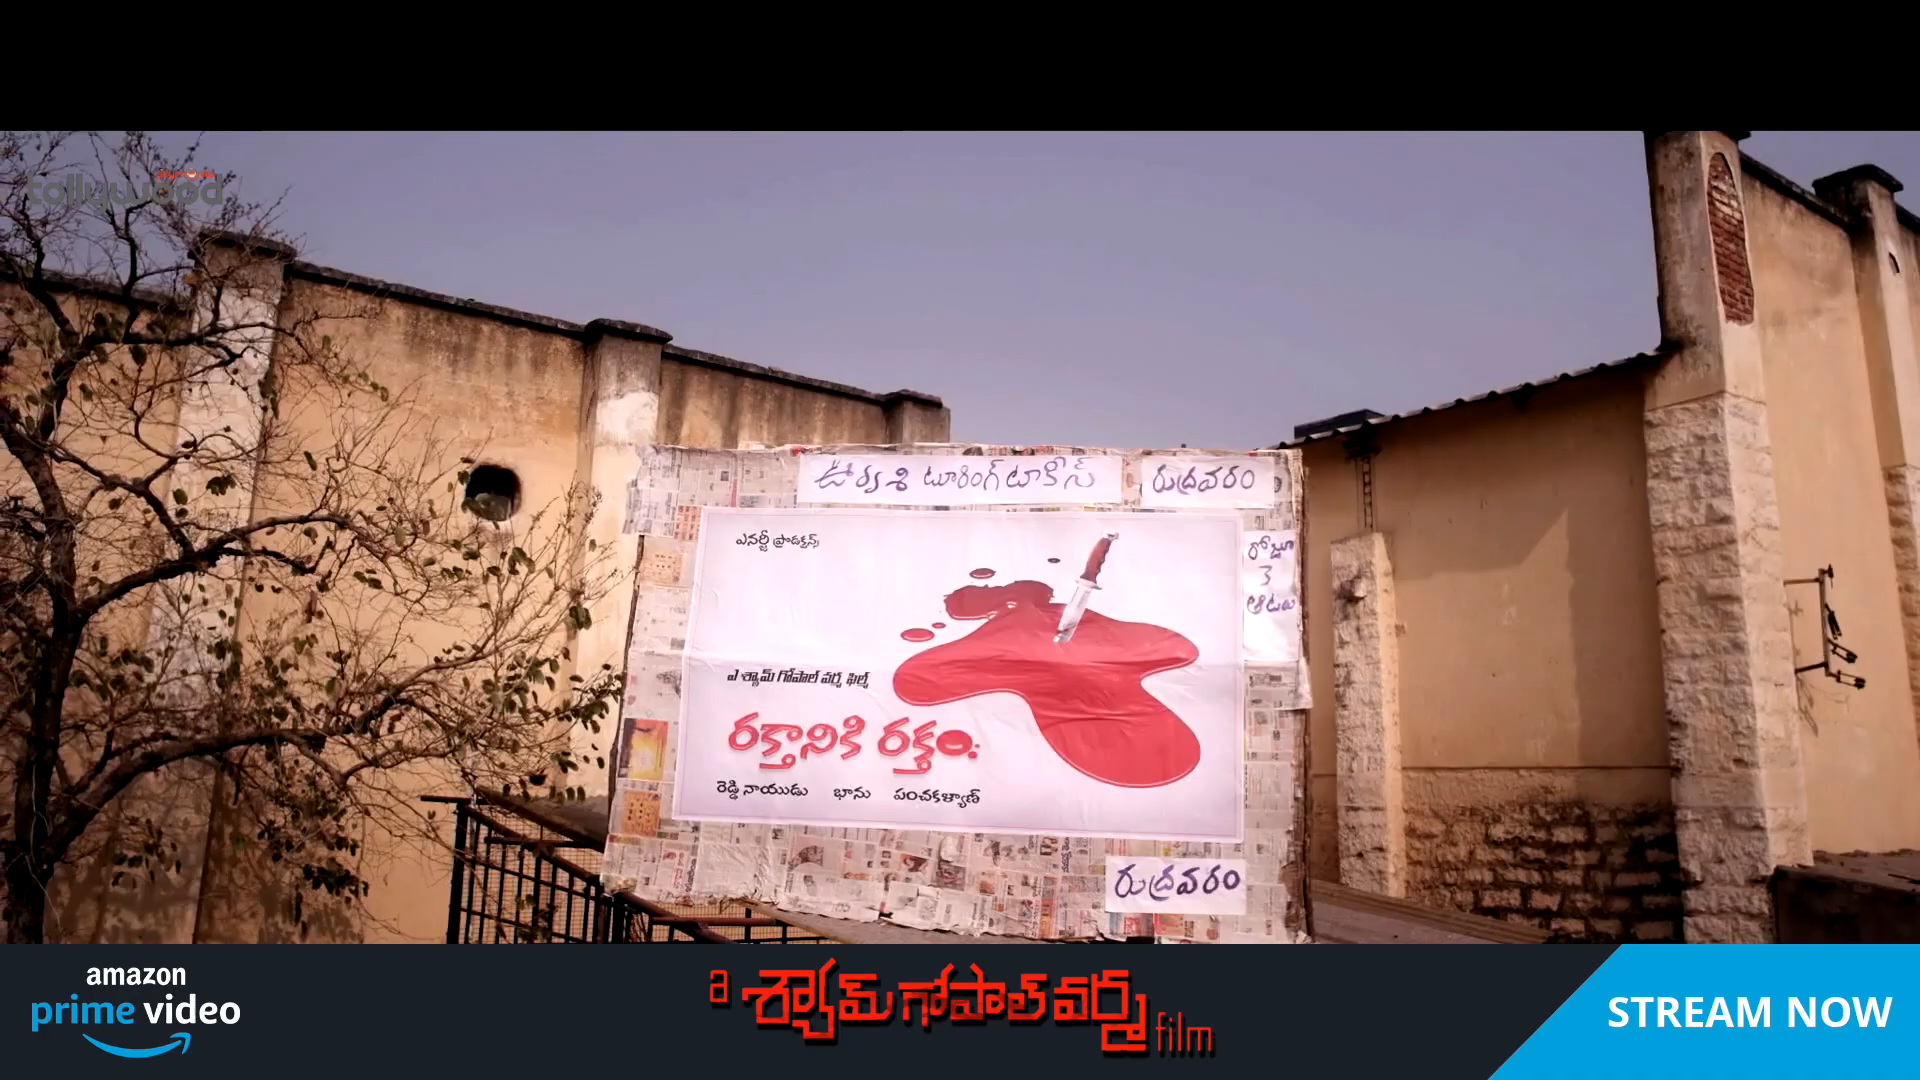 tollywood
ఊర్వశి టూరింగ్ టాకీస్ రుద్రవరం
ఎనర్జీ ప్రొడక్షన్స్
రోజూ
3
ఆటలు
ఎ శ్యామ్ గోపాల్ వర్మ ఫిల్మ్
రక్తానికి రక్తం
రెడ్డి నాయుడు భాను పంచకళ్యాణ్
రుద్రవరం
amazon
prime video
a శ్యామ్ గోపాల్ వర్మ film
STREAM NOW